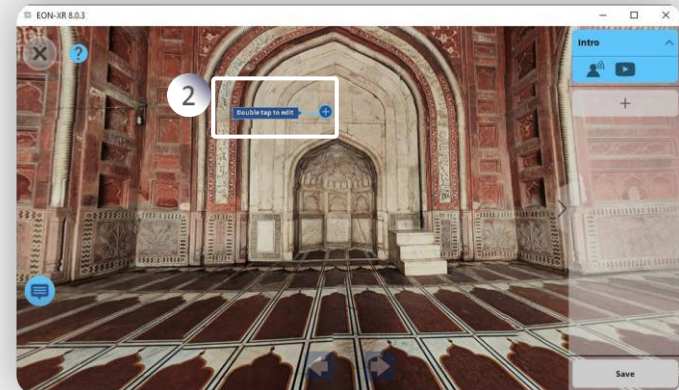 EON-XR 8.0.3
Intro
?
2
Double tap to edit
Save